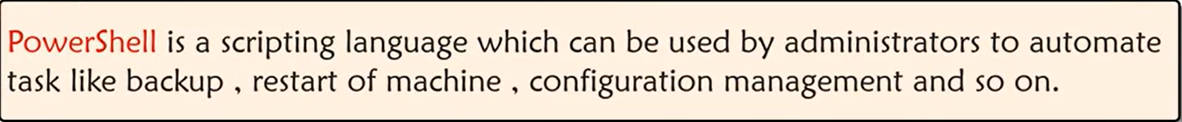 PowerShell is a scripting language which can be used by administrators to automate
task like backup , restart of machine , configuration management and so on.